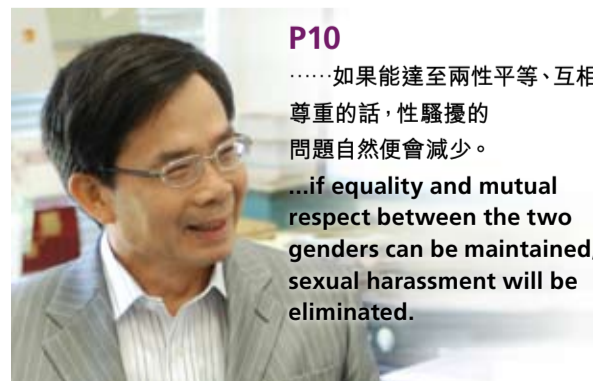 P10
……如果能達至兩性平等、互相
尊重的話，性騷擾的
問題自然便會減少。
...if equality and mutual
respect between the two
genders can be maintained,
sexual harassment will be
eliminated.